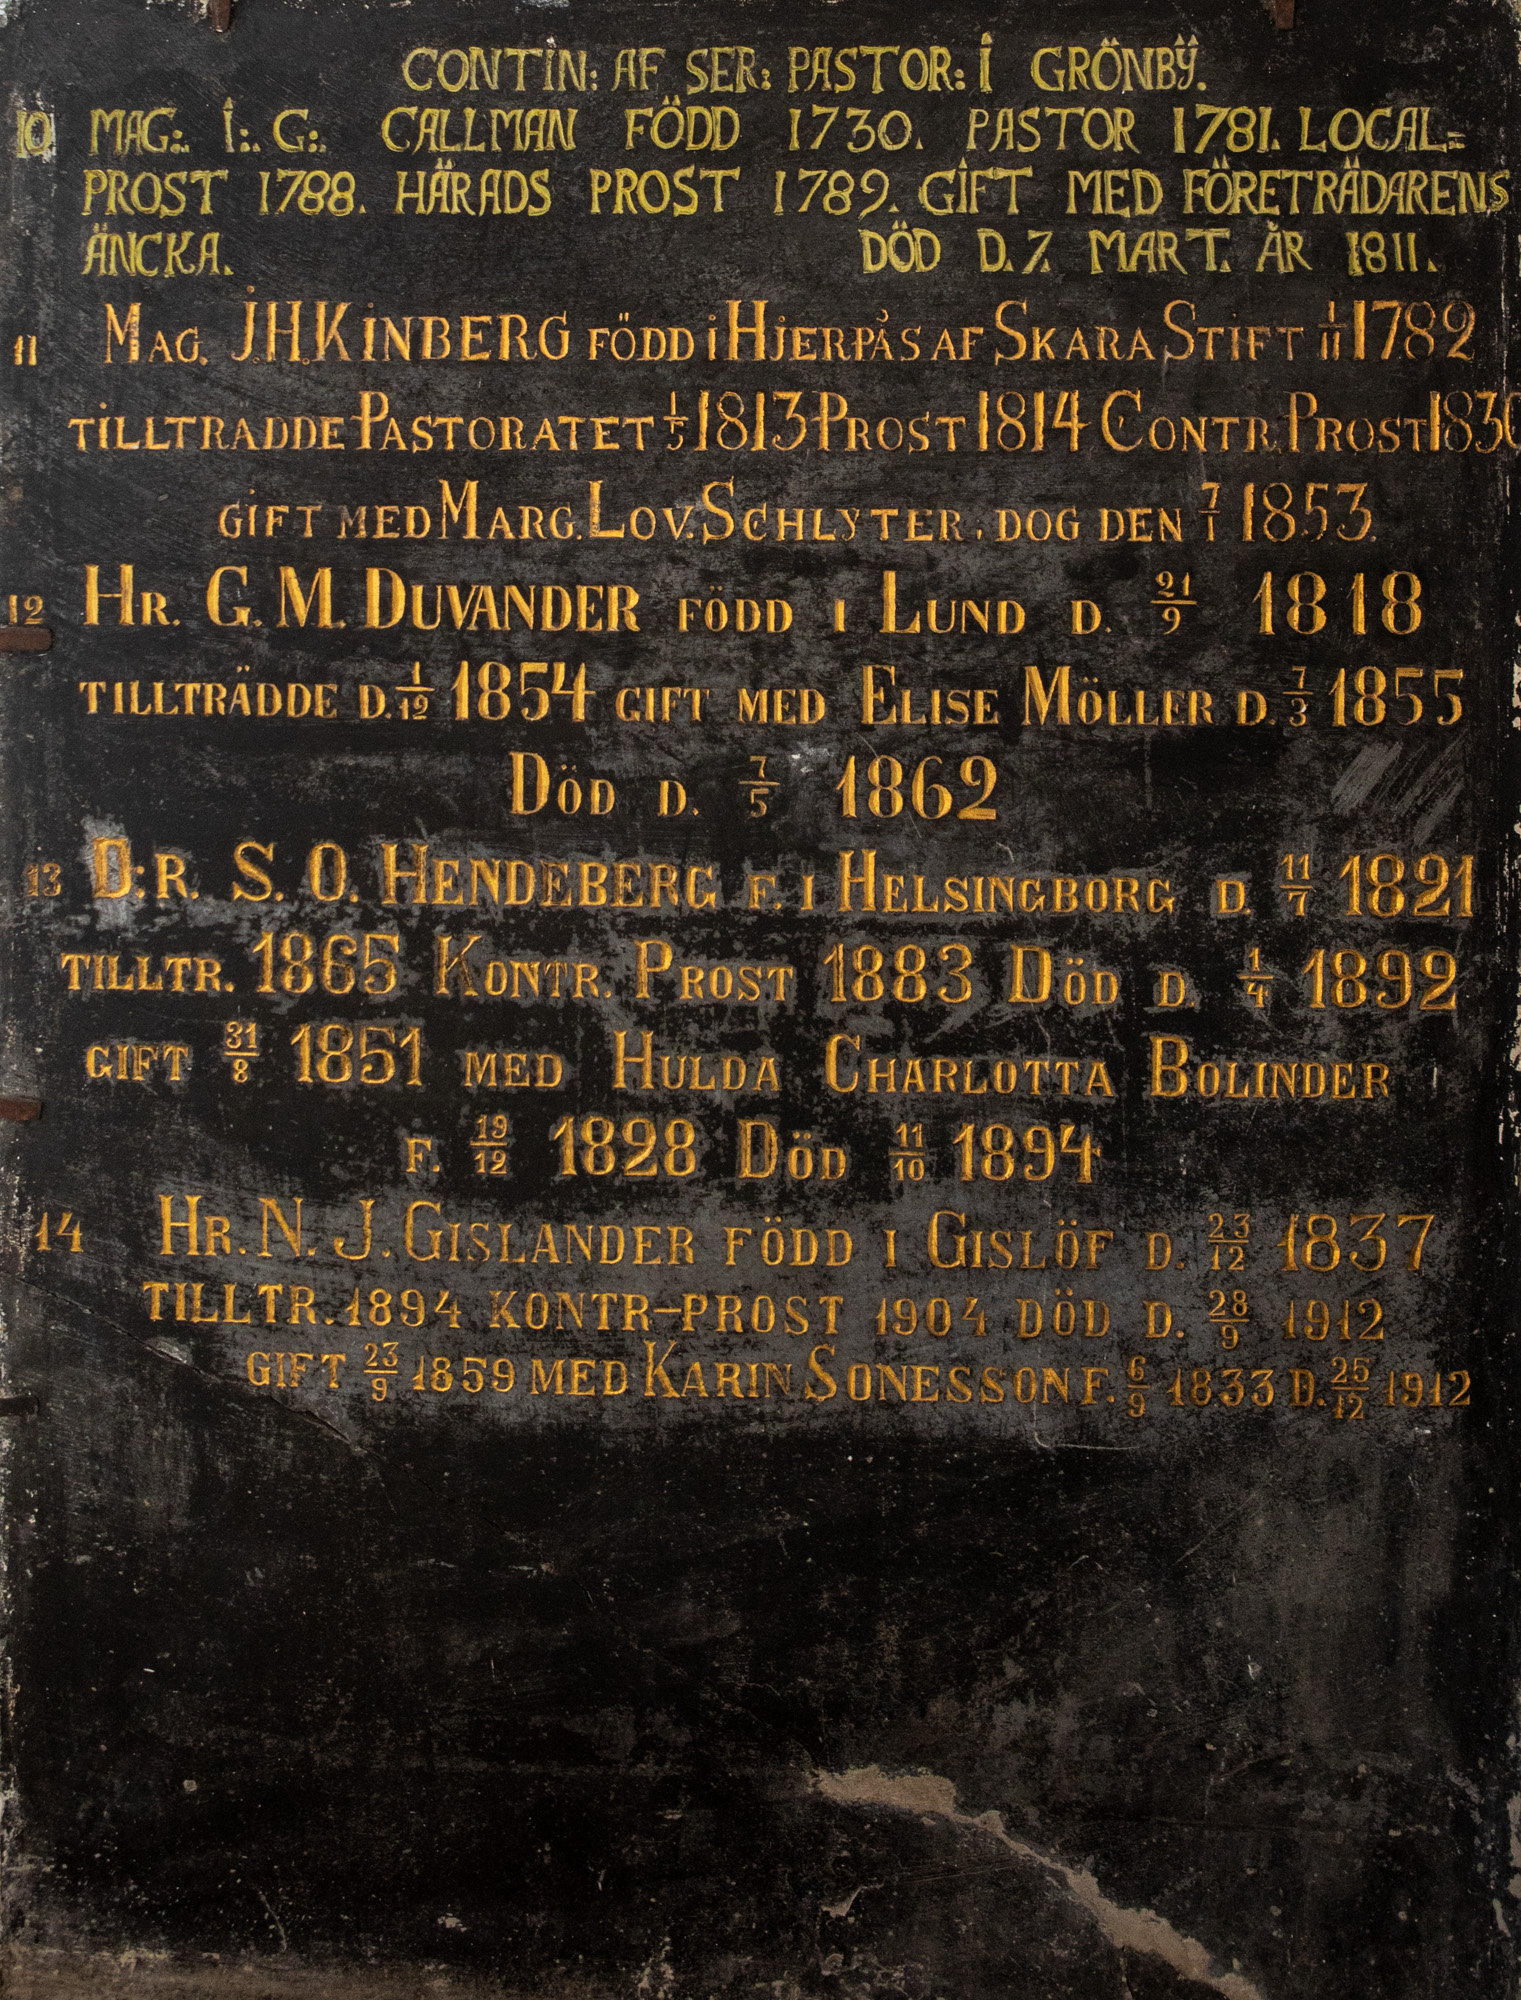 CONTIN: AF SER: PASTOR: I GRÖNBŸ.
10 MAG:. I:. G:. CALLMAN FÖDD 1730. PASTOR 1781. LOCAL=
PROST 1788. HÄRADS PROST 1789. GIFT MED FÖRETRÄDARENS
ÄNCKA. DÖD D. 7. MART. ÅR 1811.
11 MAG. J.H.KINBERG FÖDD I HJERPÅS AF SKARA STIFT 1/11 1782
TILLTRADDE PASTORATET 1/5 1813 PROST 1814 CONTR.PROST 1830
GIFT MED MARG. LOV. SCHLYTER; DOG DEN 7/1 1853.
12 HR. G. M. DUVANDER FÖDD I LUND D. 21/9 1818
TILLTRÄDDE D. 1/12 1854 GIFT MED ELISE MÖLLER D. 7/3 1855
DÖD D. 7/5 1862
13 D:R. S. O. HENDEBERG F. I HELSINGBORG D. 11/7 1821
TILLTR. 1865 KONTR. PROST 1883 DÖD D. 1/4 1892
GIFT 31/8 1851 MED HULDA CHARLOTTA BOLINDER
F. 19/12 1828 DÖD 11/10 1894
14 HR. N. J. GISLANDER FÖDD I GISLÖF D. 23/12 1837
TILLTR. 1894 KONTR-PROST 1904 DÖD D. 28/9 1912
GIFT 23/9 1859 MED KARIN SONESSON F. 6/9 1833 D. 25/12 1912